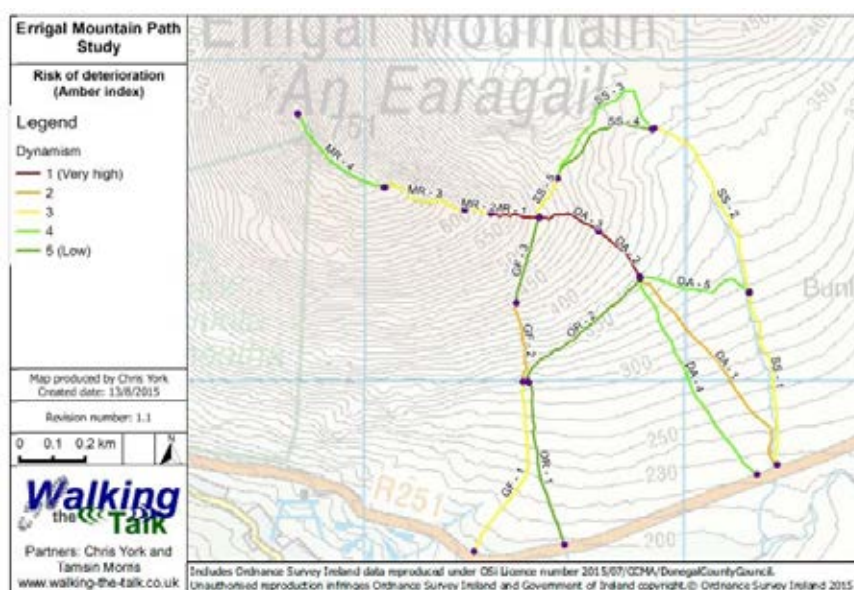 Errigal Mountain Path
Study
Risk of deterioration
(Amber index)
Legend
Dynamism
1 (Very high)
2
3
4
5 (Low)
Map produced by Chris York
Created date: 13/8/2015
Revision number: 1.1
0 0.1 0.2 km
N
Walking
the
Talk
Partners: Chris York and
Tamsin Morris
www.walking-the-talk.co.uk
Errigal Mountain
An Earagail
751
MR - 4
MR - 3
MR - 2
MR - 1
SS - 3
SS - 4
SS - 5
SS - 2
SS - 1
DA - 3
DA - 2
DA - 5
DA - 1
DA - 4
GF - 3
GF - 2
GF - 1
OR - 2
OR - 1
450
400
350
400
300
300
250
230
200
200
R251
Includes Ordnance Survey Ireland data reproduced under OSi Licence number 2015/07/CCMA/DonegalCountyCouncil.
Unauthorised reproduction infringes Ordnance Survey Ireland and Government of Ireland copyright.© Ordnance Survey Ireland 2015